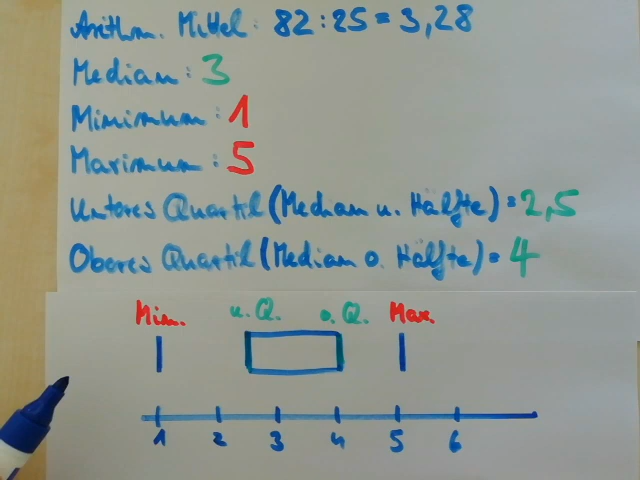 Arithm. Mittel: 82:25=3,28
Median: 3
Minimum: 1
Maximum: 5
Unteres Quartil (Median u. Hälfte) = 2,5
Oberes Quartil (Median o. Hälfte) = 4
Min. u.Q. o.Q. Max.
1 2 3 4 5 6